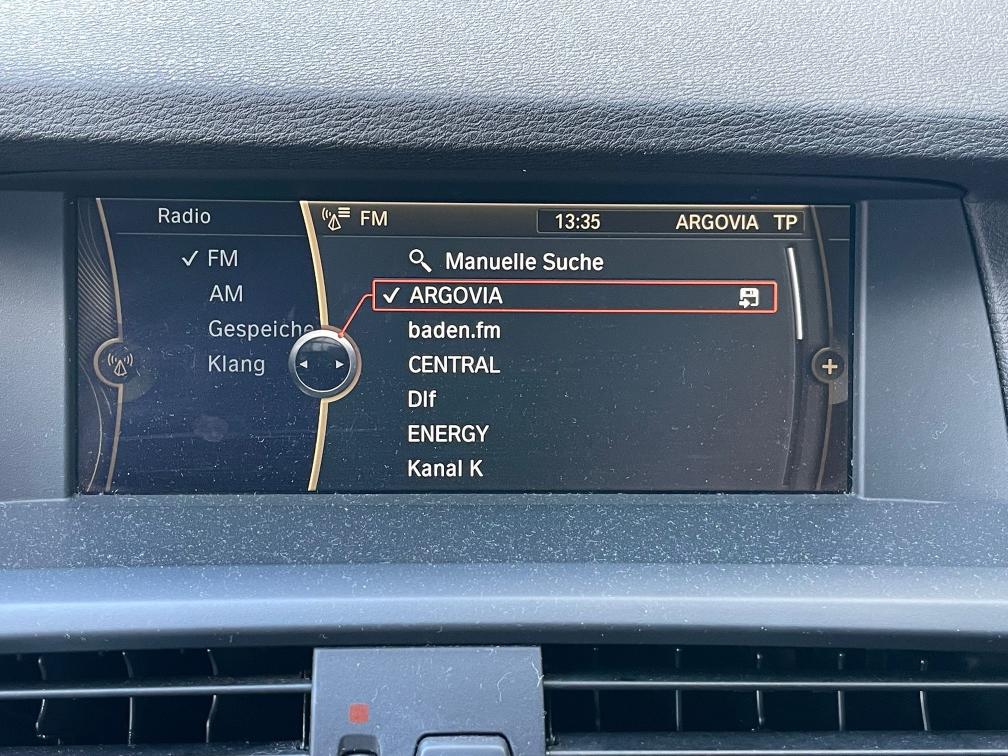 Radio
FM
AM
Gespeiche
Klang
FM 13:35 ARGOVIA TP
Manuelle Suche
ARGOVIA
baden.fm
CENTRAL
Dlf
ENERGY
Kanal K